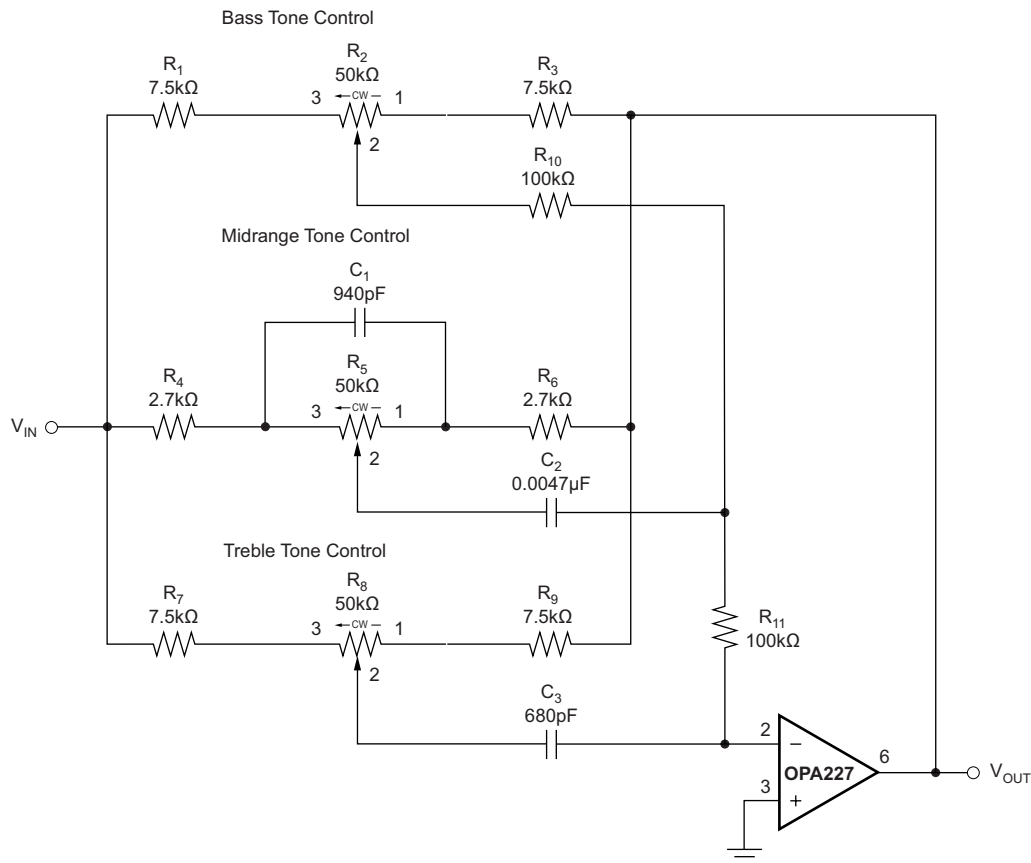 Bass Tone Control
R1
7.5kΩ
R2
50kΩ
R3
7.5kΩ
3
CW
1
2
R10
100kΩ
Midrange Tone Control
C1
940pF
R4
2.7kΩ
R5
50kΩ
R6
2.7kΩ
3
CW
1
VIN
2
C2
0.0047µF
Treble Tone Control
R7
7.5kΩ
R8
50kΩ
R9
7.5kΩ
3
CW
1
2
R11
100kΩ
C3
680pF
2
−
OPA227
6
VOUT
3
+